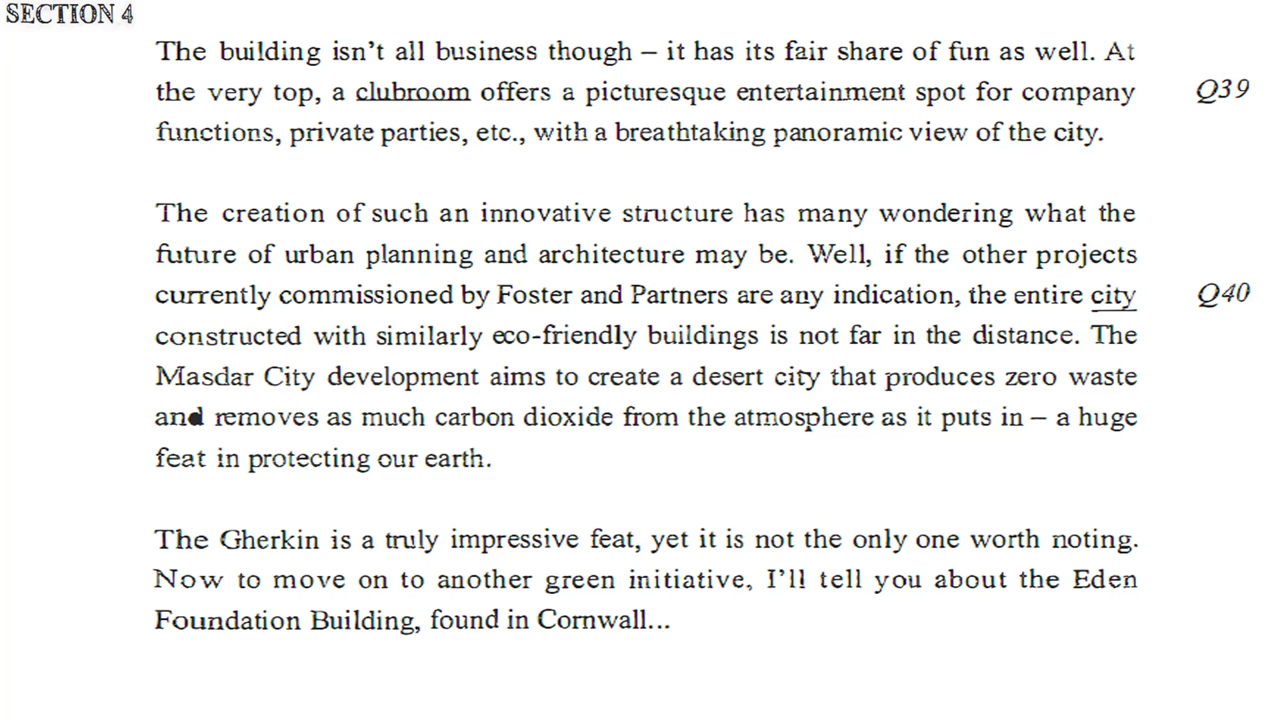 SECTION 4
The building isn't all business though – it has its fair share of fun as well. At
the very top, a clubroom offers a picturesque entertainment spot for company Q39
functions, private parties, etc., with a breathtaking panoramic view of the city.
The creation of such an innovative structure has many wondering what the
future of urban planning and architecture may be. Well, if the other projects
currently commissioned by Foster and Partners are any indication, the entire city Q40
constructed with similarly eco-friendly buildings is not far in the distance. The
Masdar City development aims to create a desert city that produces zero waste
and removes as much carbon dioxide from the atmosphere as it puts in – a huge
feat in protecting our earth.
The Gherkin is a truly impressive feat, yet it is not the only one worth noting.
Now to move on to another green initiative, I'll tell you about the Eden
Foundation Building, found in Cornwall...